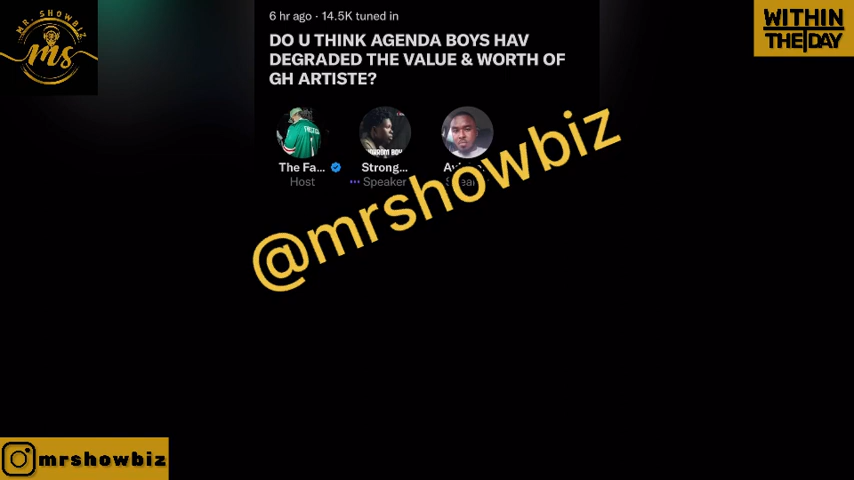 MR. SHOWBIZ
ms
WITHIN
THE DAY
6 hr ago · 14.5K tuned in
DO U THINK AGENDA BOYS HAV
DEGRADED THE VALUE & WORTH OF
GH ARTISTE?
The Fa... Strong...
Host Speaker
@mrshowbiz
mrshowbiz